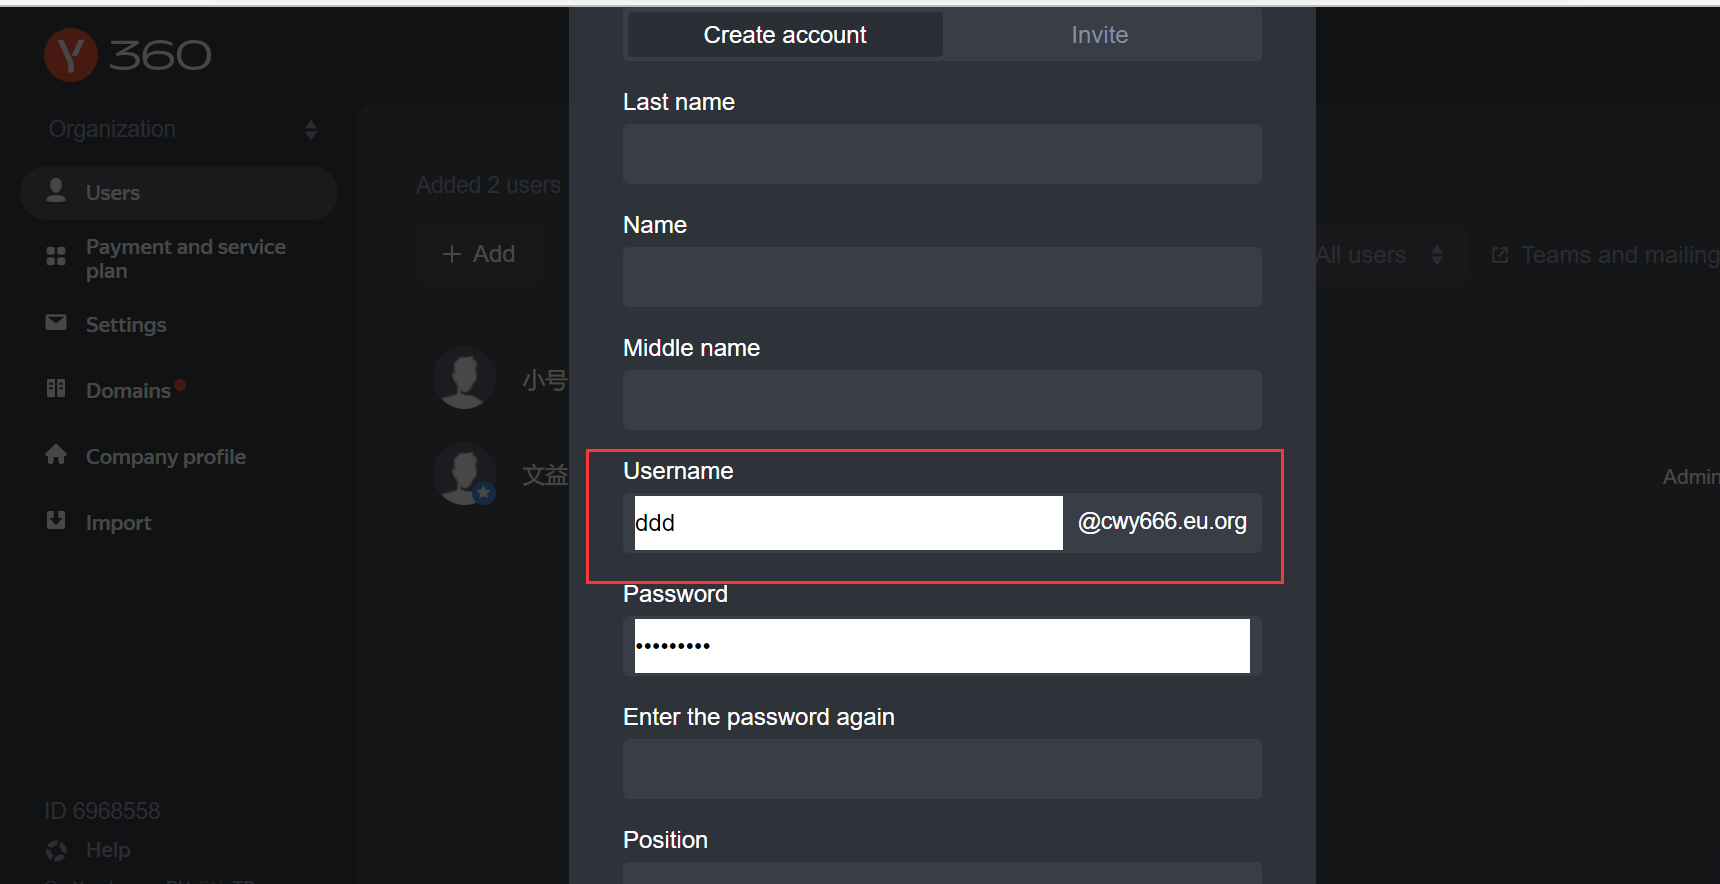 Y 360
Organization
Users
Payment and service
plan
Settings
Domains
Company profile
Import
ID 6968558
Help
Added 2 users
+ Add
小号
文益
All users
Teams and mailing
Admin
Create account
Invite
Last name
Name
Middle name
Username
ddd
@cwy666.eu.org
Password
•••••••••
Enter the password again
Position